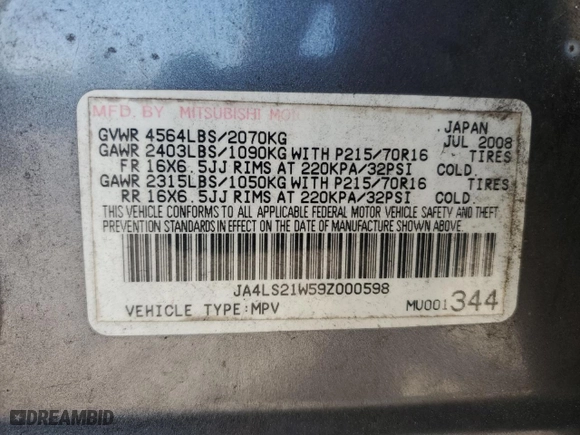 MFD. BY MITSUBISHI MO
GVWR 4564LBS/2070KG JAPAN
GAWR 2403LBS/1090KG WITH P215/70R16 JUL 2008 TIRES
FR 16X6.5JJ RIMS AT 220KPA/32PSI COLD.
GAWR 2315LBS/1050KG WITH P215/70R16 TIRES
RR 16X6.5JJ RIMS AT 220KPA/32PSI COLD.
THIS VEHICLE CONFORMS TO ALL APPLICABLE FEDERAL MOTOR VEHICLE SAFETY AND THEFT
PREVENTION STANDARDS IN EFFECT ON THE DATE OF MANUFACTURE SHOWN ABOVE.
JA4LS21W59Z000598
VEHICLE TYPE:MPV MU001344
DREAMBID